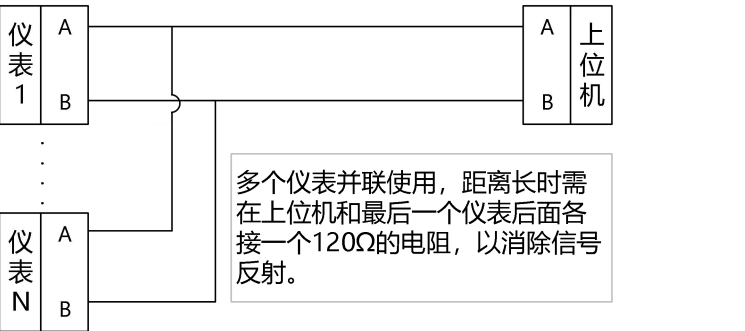 仪表1
A
B
A
B
上位机
仪表N
A
B
多个仪表并联使用，距离长时需
在上位机和最后一个仪表后面各
接一个120Ω的电阻，以消除信号
反射。